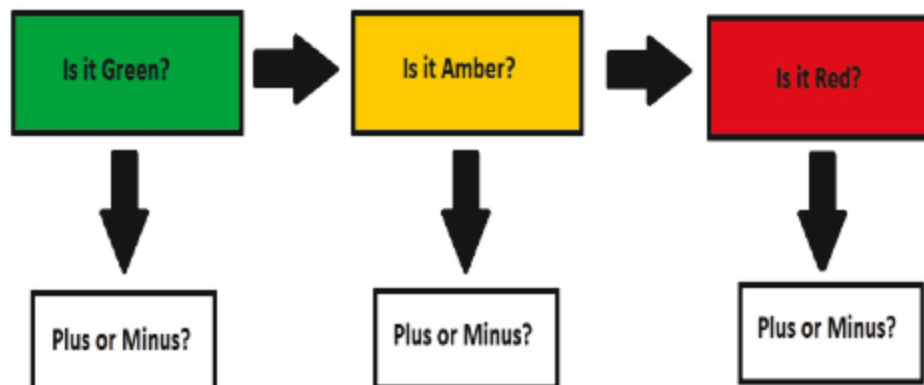 Is it Green?
Is it Amber?
Is it Red?
Plus or Minus?
Plus or Minus?
Plus or Minus?